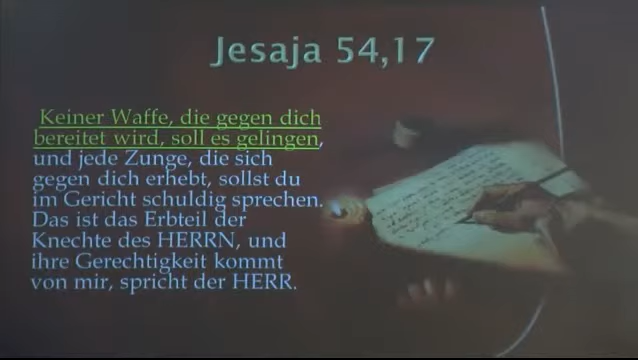 Jesaja 54,17
Keiner Waffe, die gegen dich
bereitet wird, soll es gelingen,
und jede Zunge, die sich
gegen dich erhebt, sollst du
im Gericht schuldig sprechen.
Das ist das Erbteil der
Knechte des HERRN, und
ihre Gerechtigkeit kommt
von mir, spricht der HERR.